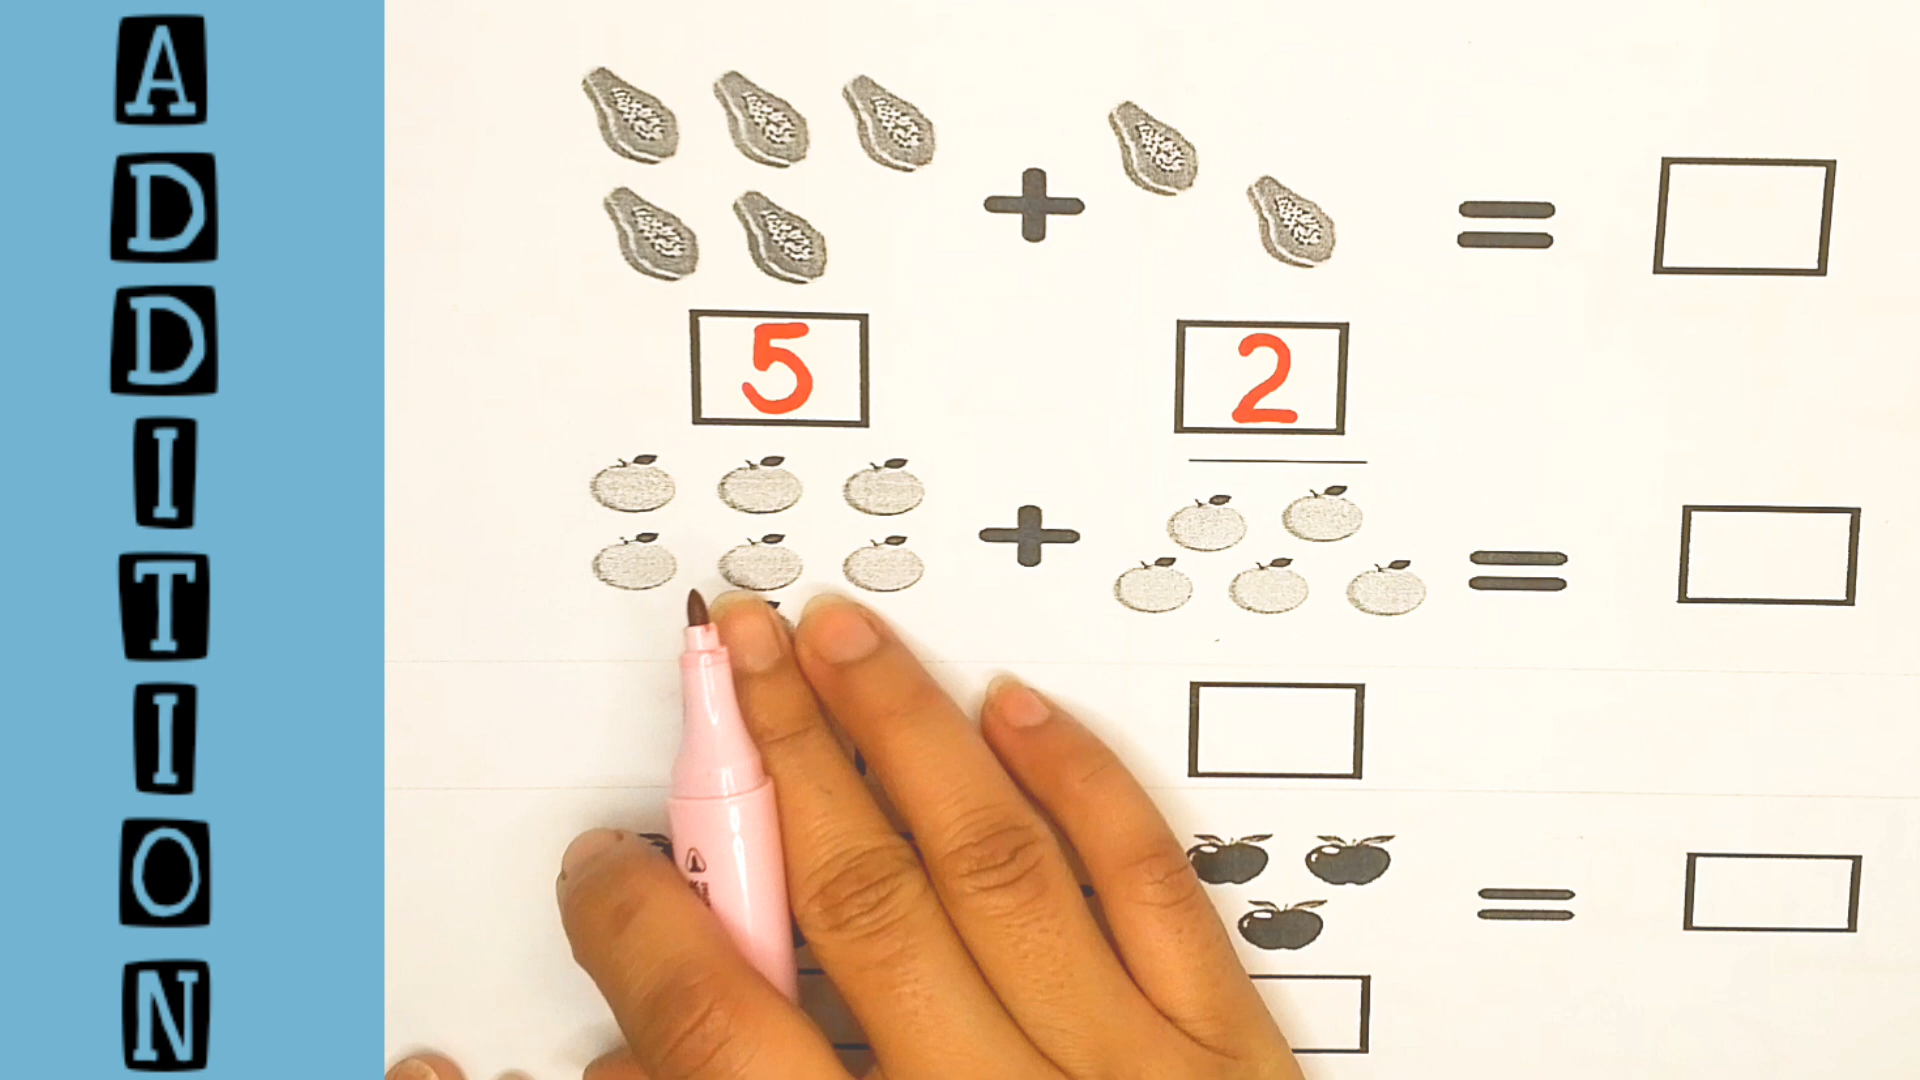 ADDITION
+ =
5 2
+ =
=